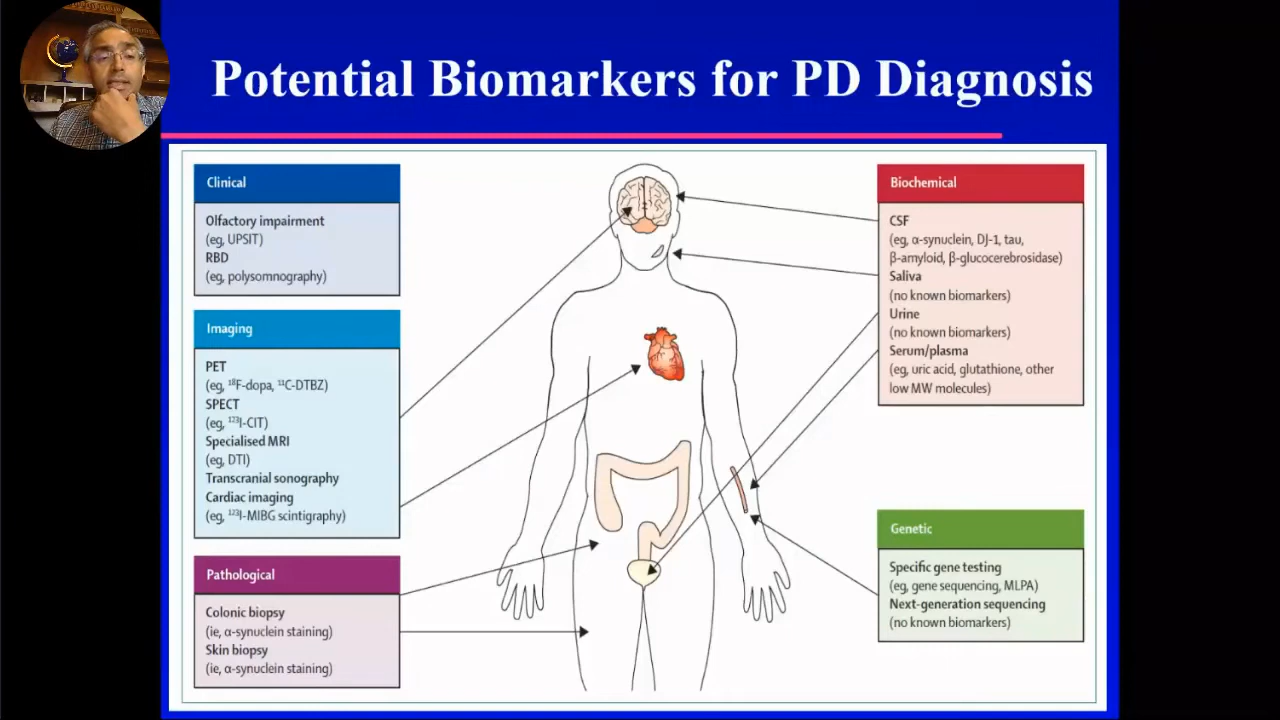 Potential Biomarkers for PD Diagnosis
Clinical
Olfactory impairment
(eg, UPSIT)
RBD
(eg, polysomnography)
Imaging
PET
(eg, ¹⁸F-dopa, ¹¹C-DTBZ)
SPECT
(eg, ¹²³I-CIT)
Specialised MRI
(eg, DTI)
Transcranial sonography
Cardiac imaging
(eg, ¹²³I-MIBG scintigraphy)
Pathological
Colonic biopsy
(ie, α-synuclein staining)
Skin biopsy
(ie, α-synuclein staining)
Biochemical
CSF
(eg, α-synuclein, DJ-1, tau,
β-amyloid, β-glucocerebrosidase)
Saliva
(no known biomarkers)
Urine
(no known biomarkers)
Serum/plasma
(eg, uric acid, glutathione, other
low MW molecules)
Genetic
Specific gene testing
(eg, gene sequencing, MLPA)
Next-generation sequencing
(no known biomarkers)